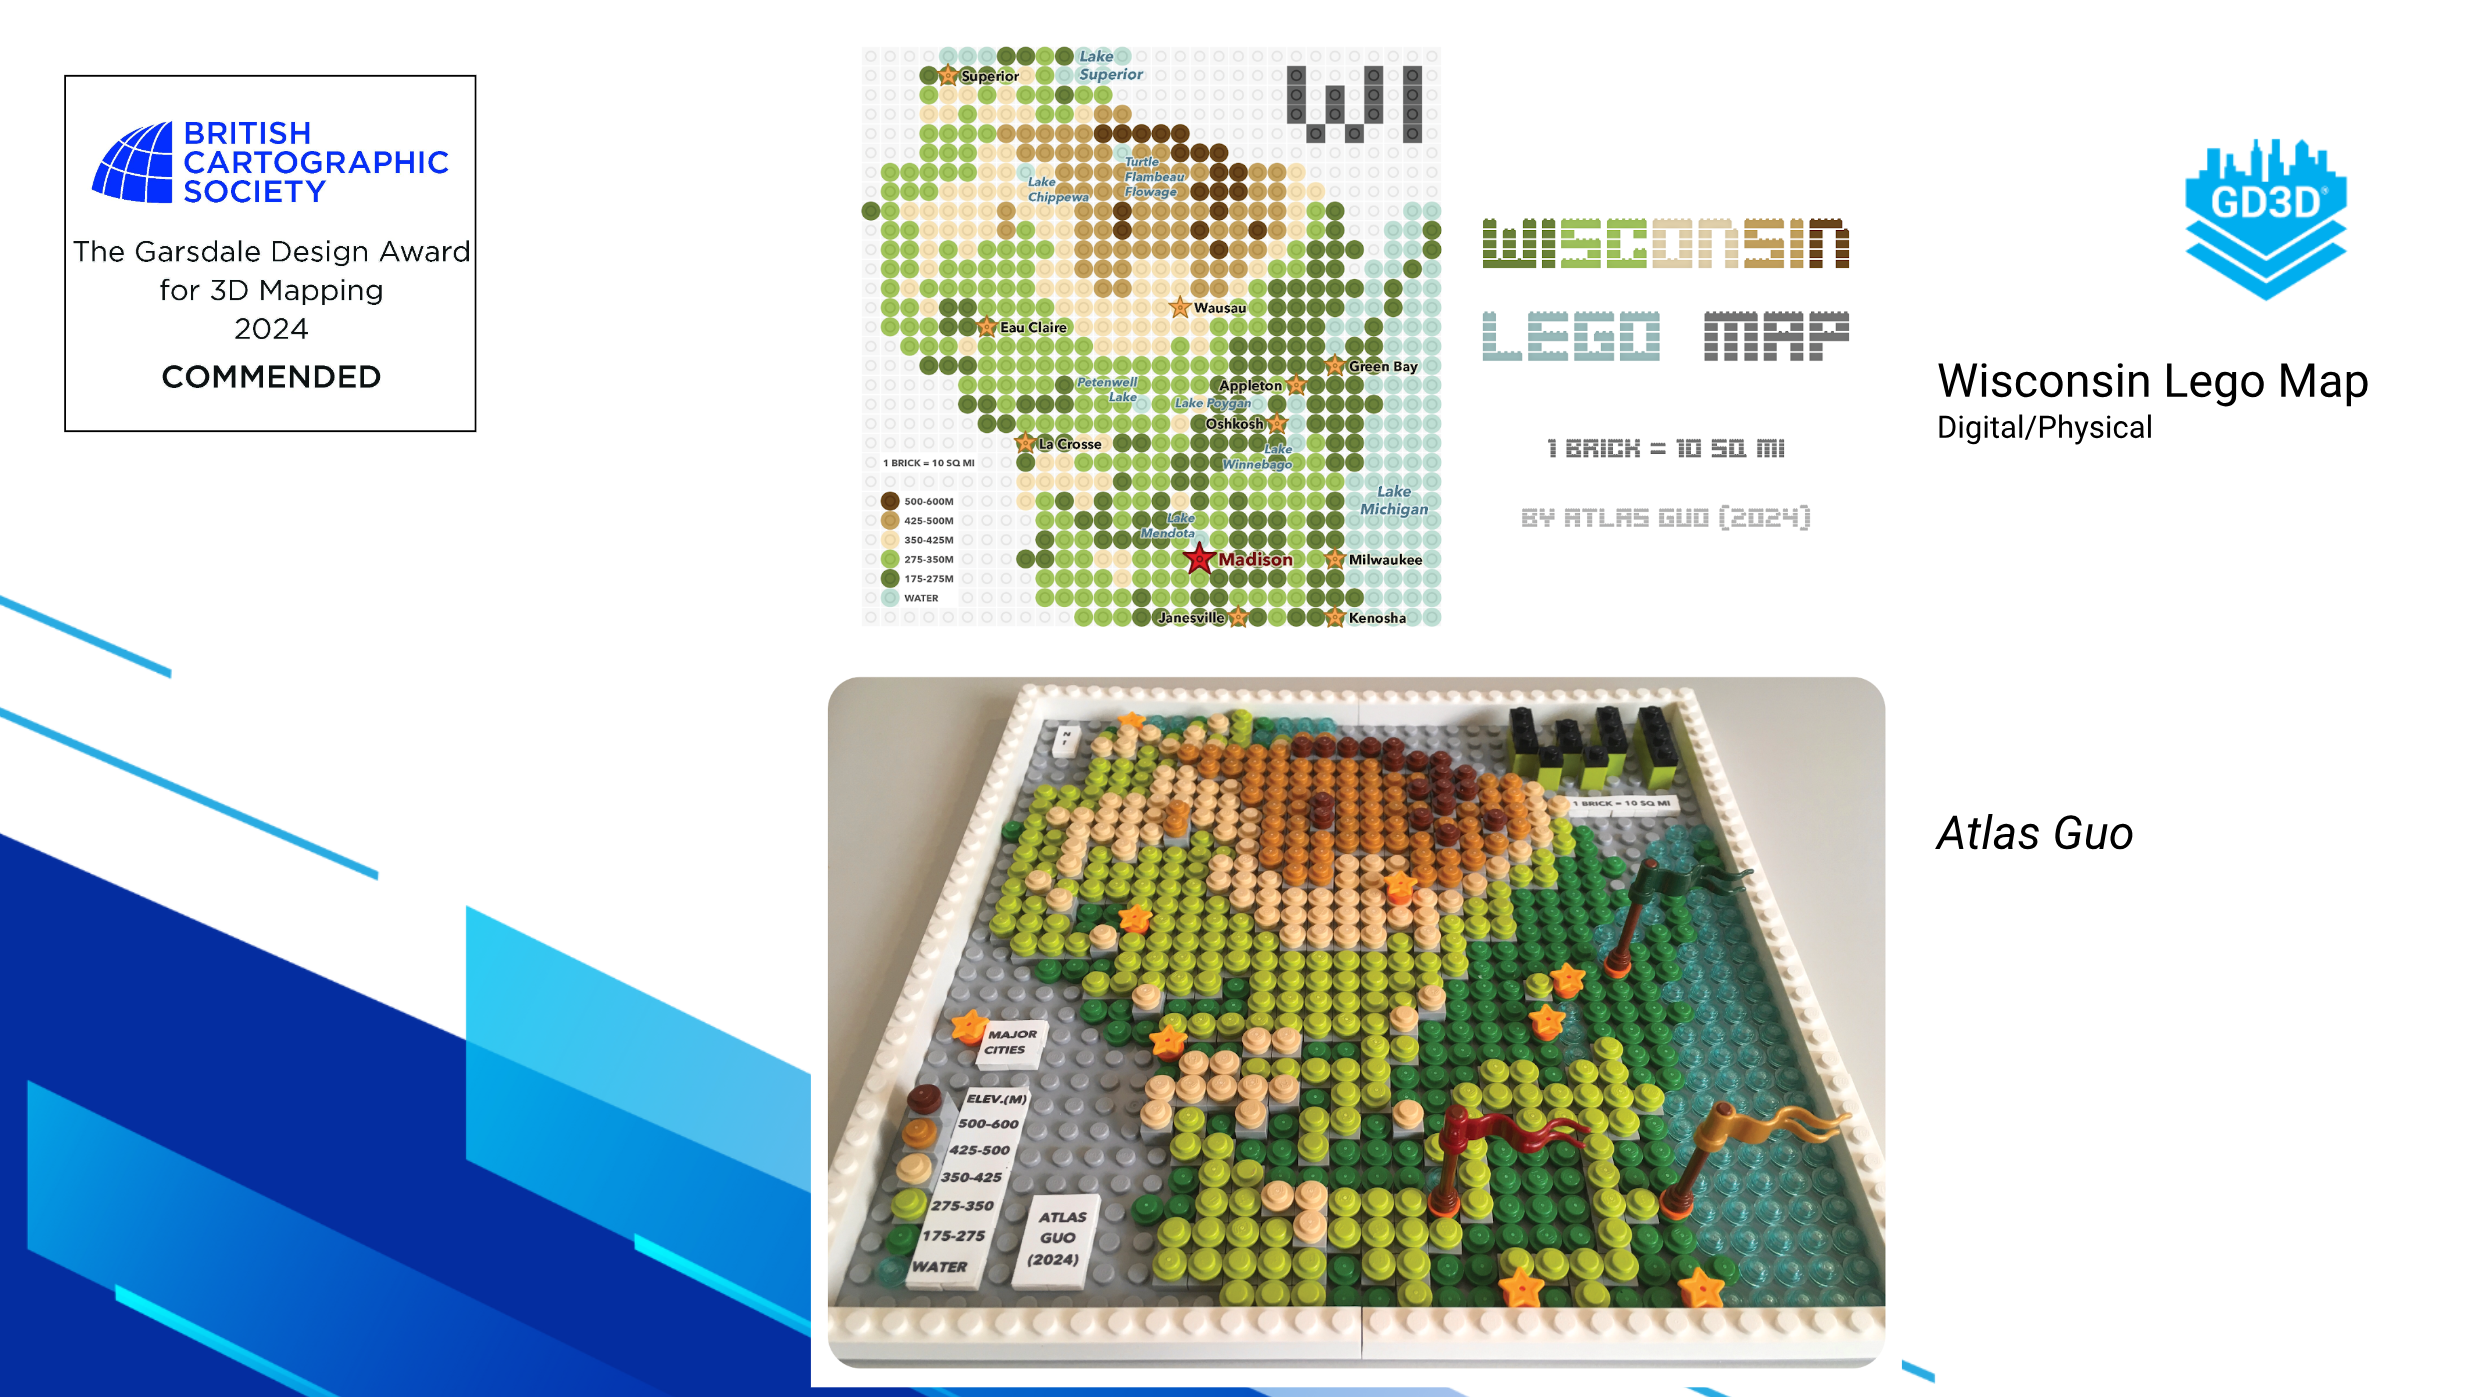 BRITISH
CARTOGRAPHIC
SOCIETY
The Garsdale Design Award
for 3D Mapping
2024
COMMENDED
Lake
Superior
Superior
WI
Turtle
Flambeau
Flowage
Lake
Chippewa
Wausau
Eau Claire
Green Bay
Petenwell
Lake
Appleton
Lake Poygan
Oshkosh
La Crosse
Lake
Winnebago
1 BRICK = 10 SQ MI
500-600M
425-500M
350-425M
275-350M
175-275M
WATER
Lake
Michigan
Lake
Mendota
Madison
Milwaukee
Janesville
Kenosha
WISCONSIN
LEGO MAP
1 BRICK = 10 SQ MI
BY ATLAS GUO (2024)
GD3D®
Wisconsin Lego Map
Digital/Physical
N
WI
1 BRICK = 10 SQ MI
MAJOR
CITIES
ELEV.(M)
500-600
425-500
350-425
275-350
175-275
WATER
ATLAS
GUO
(2024)
Atlas Guo